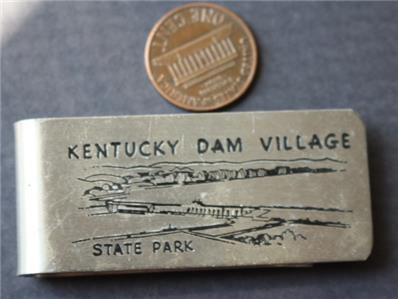 ONE CENT
KENTUCKY DAM VILLAGE
STATE PARK